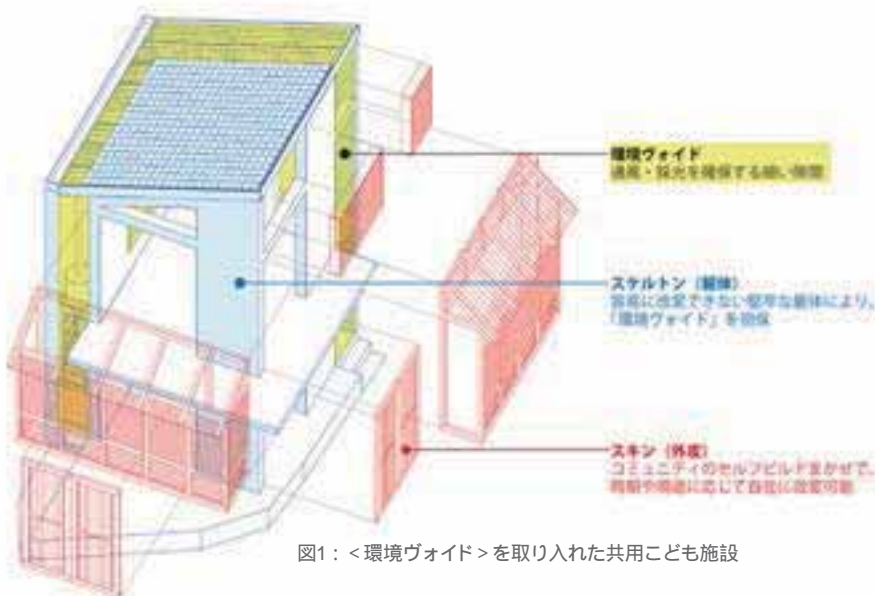 環境ヴォイド
通風・採光を確保する細い隙間
スケルトン（躯体）
容易に改変できない堅牢な躯体により、
「環境ヴォイド」を担保
スキン（外皮）
コミュニティのセルフビルドまかせで、
時期や用途に応じて自在に改変可能
図1：＜環境ヴォイド＞を取り入れた共用こども施設